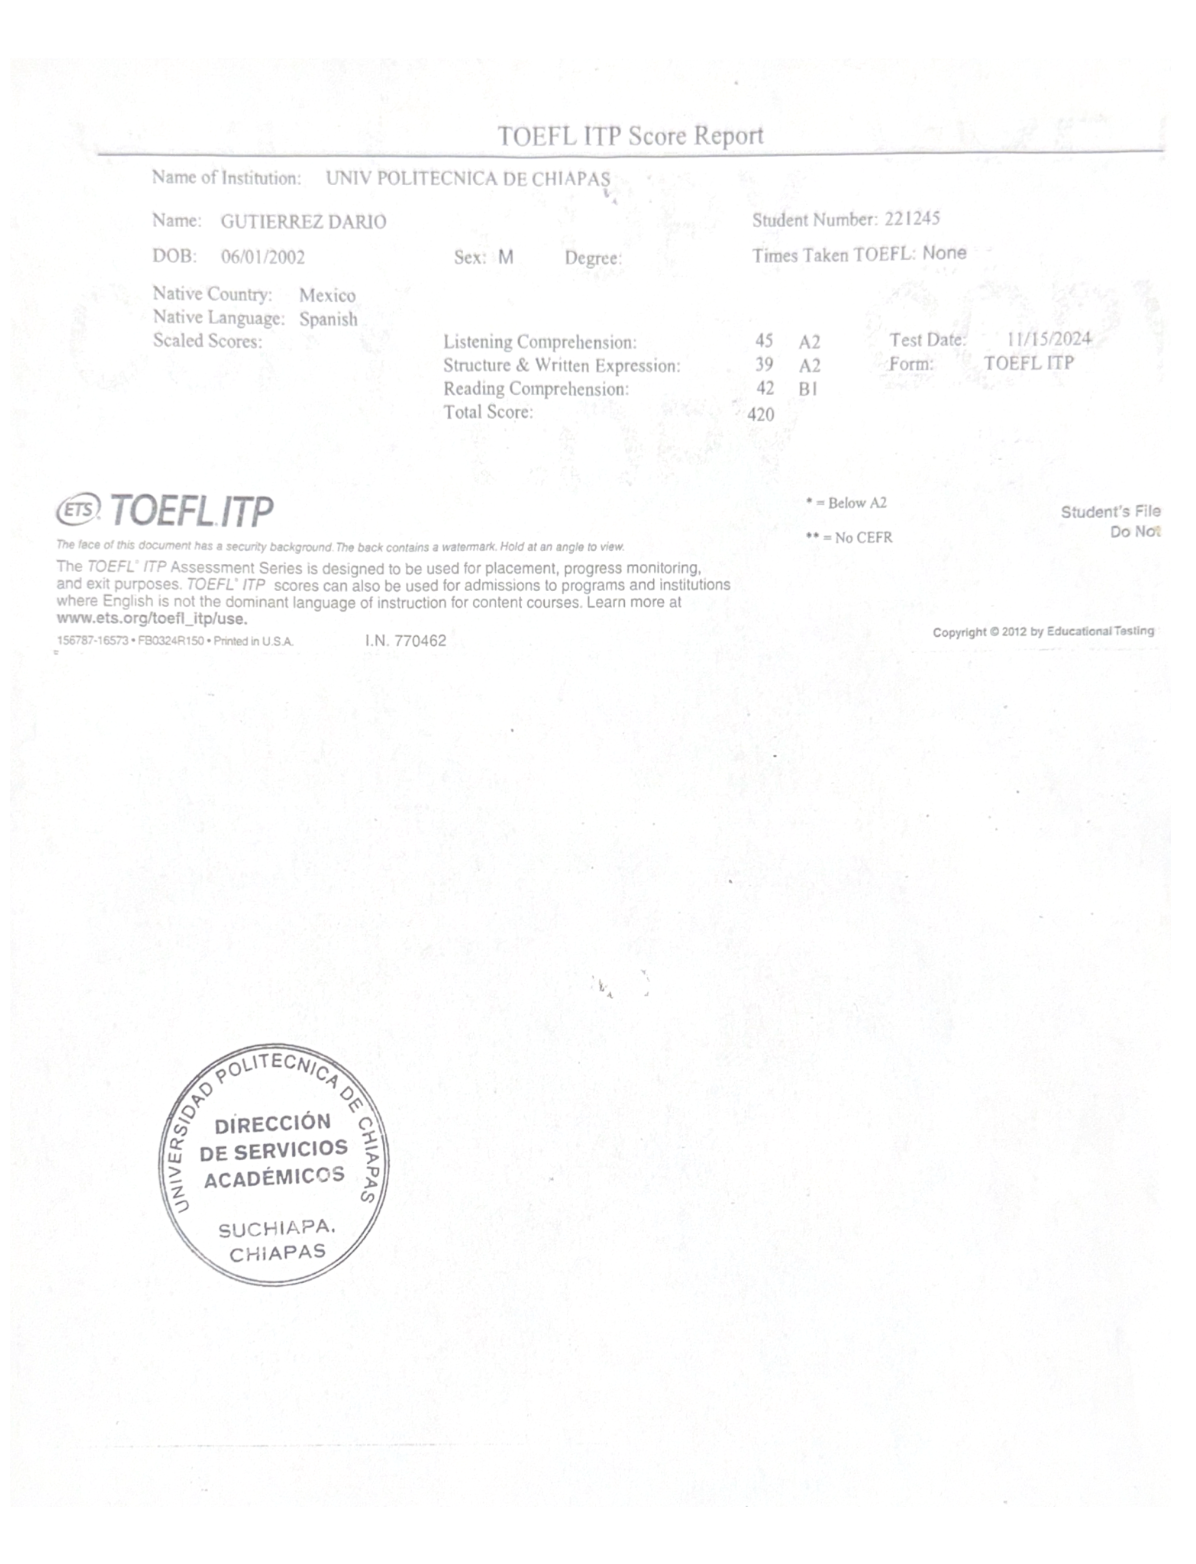 TOEFL ITP Score Report
Name of Institution: UNIV POLITECNICA DE CHIAPAS
Name: GUTIERREZ DARIO Student Number: 221245
DOB: 06/01/2002 Sex: M Degree: Times Taken TOEFL: None
Native Country: Mexico
Native Language: Spanish
Scaled Scores: Listening Comprehension: 45 A2 Test Date: 11/15/2024
Structure & Written Expression: 39 A2 Form: TOEFL ITP
Reading Comprehension: 42 B1
Total Score: 420
ETS TOEFL ITP
* = Below A2
** = No CEFR
Student's File
Do Not
The face of this document has a security background. The back contains a watermark. Hold at an angle to view.
The TOEFL® ITP Assessment Series is designed to be used for placement, progress monitoring,
and exit purposes. TOEFL® ITP scores can also be used for admissions to programs and institutions
where English is not the dominant language of instruction for content courses. Learn more at
www.ets.org/toefl_itp/use.
156787-16573 • FB0324R150 • Printed in U.S.A. I.N. 770462
Copyright © 2012 by Educational Testing
UNIVERSIDAD POLITECNICA DE CHIAPAS
DIRECCIÓN
DE SERVICIOS
ACADÉMICOS
SUCHIAPA,
CHIAPAS